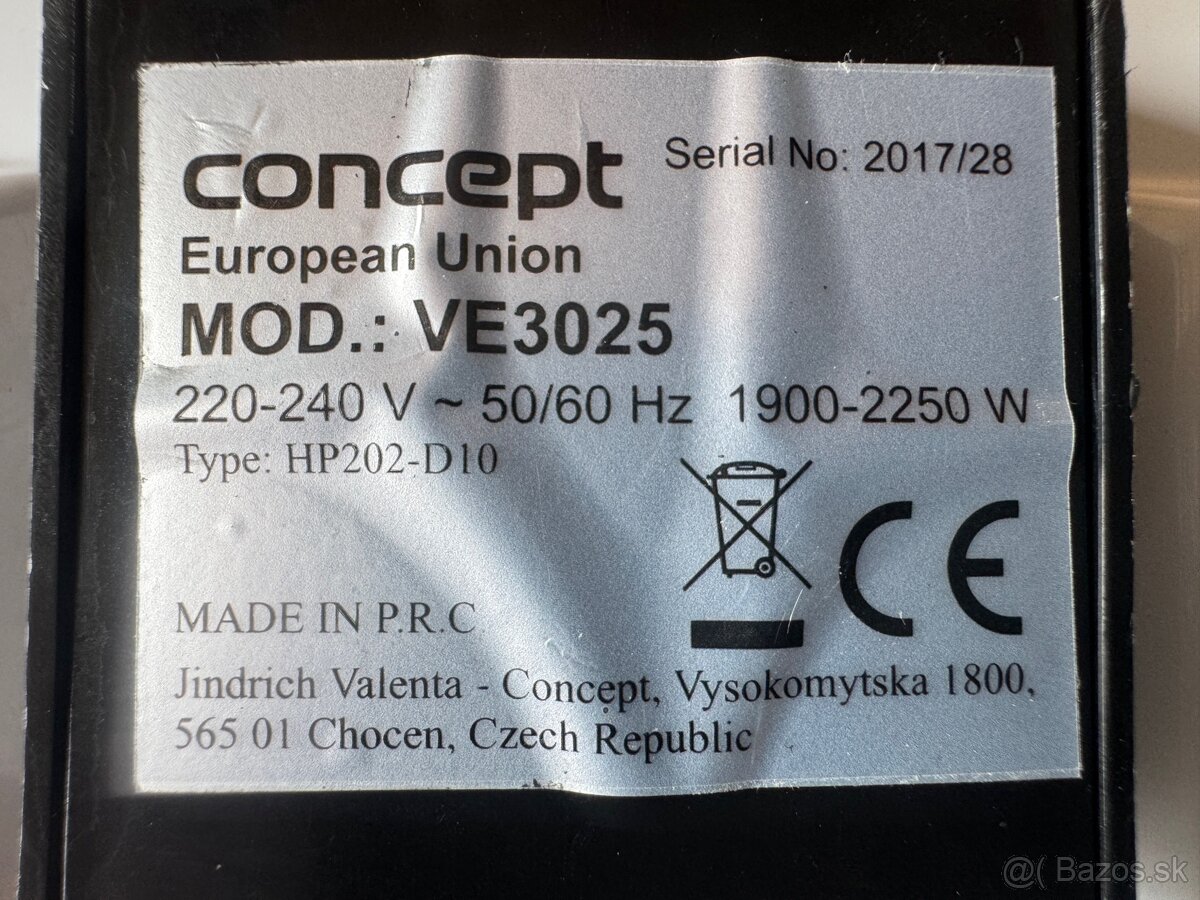 concept Serial No: 2017/28
European Union
MOD.: VE3025
220-240 V ~ 50/60 Hz 1900-2250 W
Type: HP202-D10
CE
MADE IN P.R.C
Jindrich Valenta - Concept, Vysokomytska 1800,
565 01 Chocen, Czech Republic
@( Bazos.sk